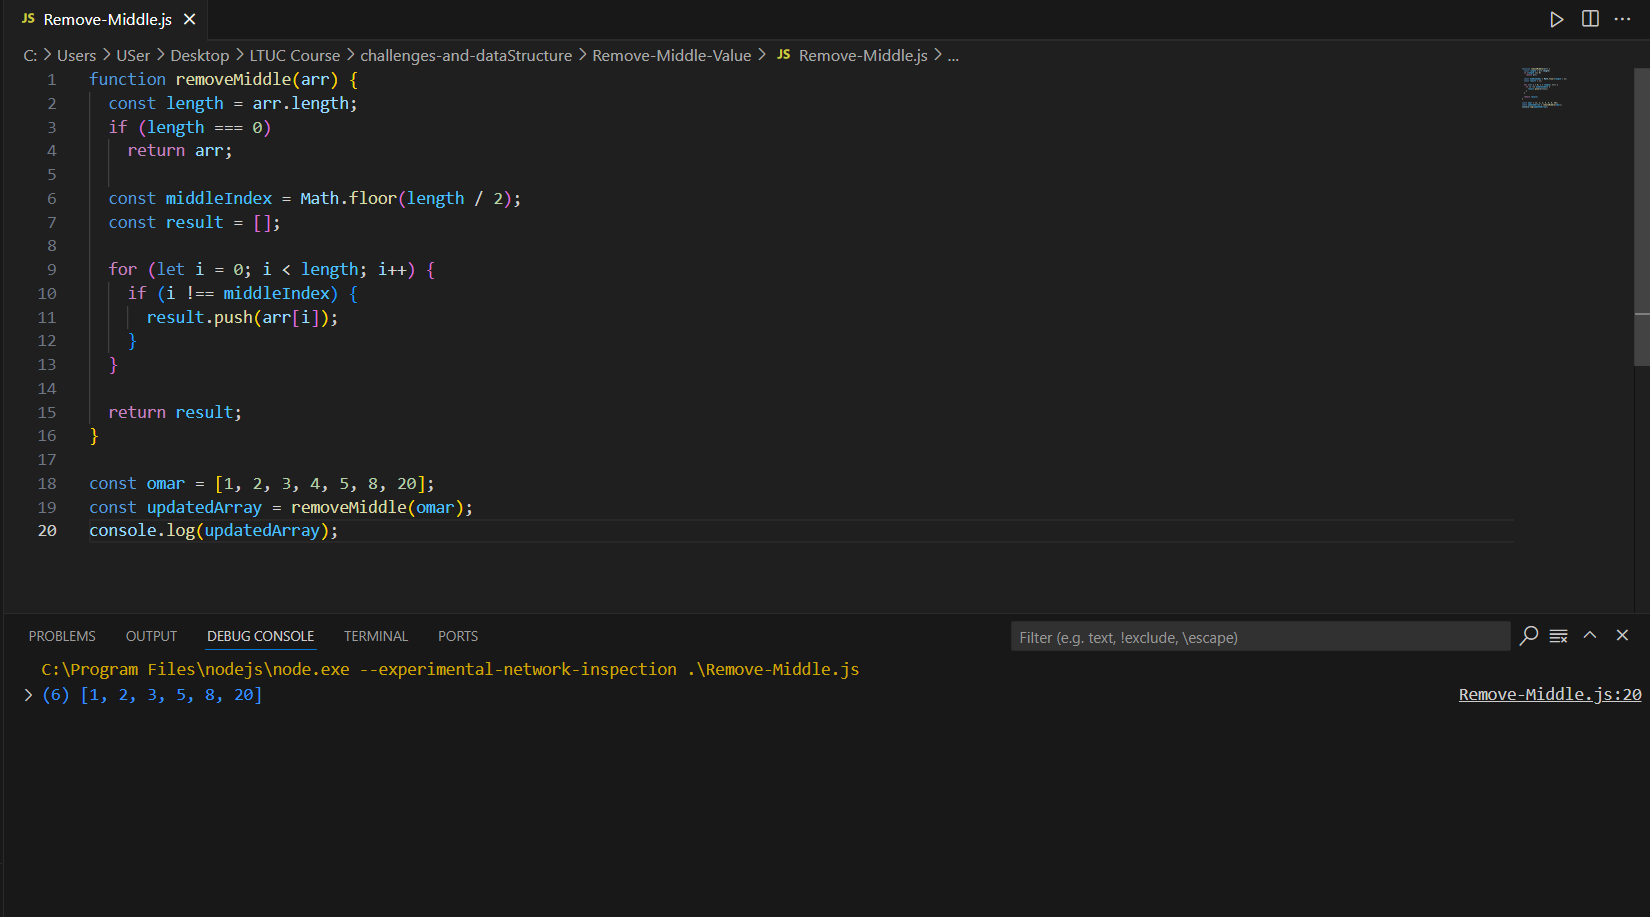 JS Remove-Middle.js
C: > Users > USer > Desktop > LTUC Course > challenges-and-dataStructure > Remove-Middle-Value > JS Remove-Middle.js > ...
1 function removeMiddle(arr) {
2   const length = arr.length;
3   if (length === 0)
4     return arr;
5
6   const middleIndex = Math.floor(length / 2);
7   const result = [];
8
9   for (let i = 0; i < length; i++) {
10     if (i !== middleIndex) {
11       result.push(arr[i]);
12     }
13   }
14
15   return result;
16 }
17
18 const omar = [1, 2, 3, 4, 5, 8, 20];
19 const updatedArray = removeMiddle(omar);
20 console.log(updatedArray);
PROBLEMS OUTPUT DEBUG CONSOLE TERMINAL PORTS Filter (e.g. text, !exclude, \escape)
C:\Program Files\nodejs\node.exe --experimental-network-inspection .\Remove-Middle.js
> (6) [1, 2, 3, 5, 8, 20] Remove-Middle.js:20